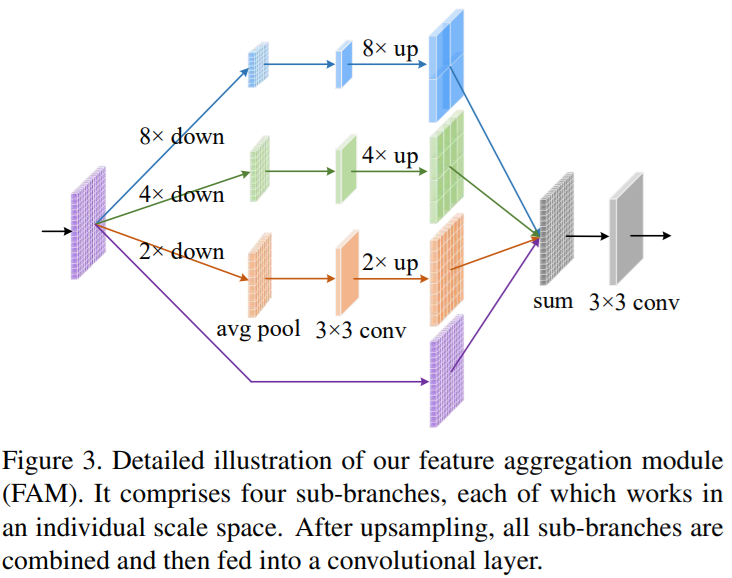 8× up
8× down
4× up
4× down
2× down
2× up
avg pool 3×3 conv
sum 3×3 conv
Figure 3. Detailed illustration of our feature aggregation module
(FAM). It comprises four sub-branches, each of which works in
an individual scale space. After upsampling, all sub-branches are
combined and then fed into a convolutional layer.